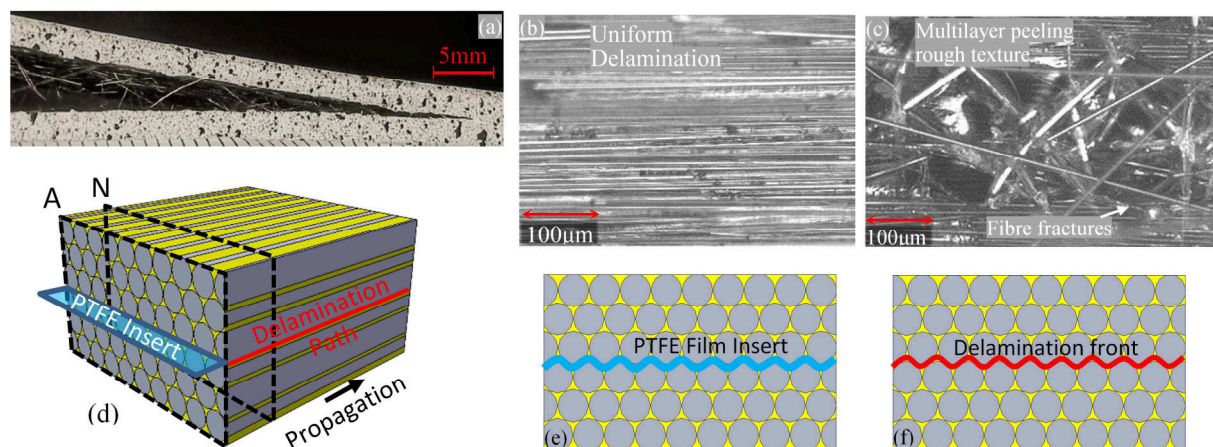 (a)
5mm
(b)
Uniform
Delamination
100μm
(c)
Multilayer peeling
rough texture
Fibre fractures
100μm
A
N
PTFE Insert
Delamination
Path
Propagation
(d)
PTFE Film Insert
(e)
Delamination front
(f)